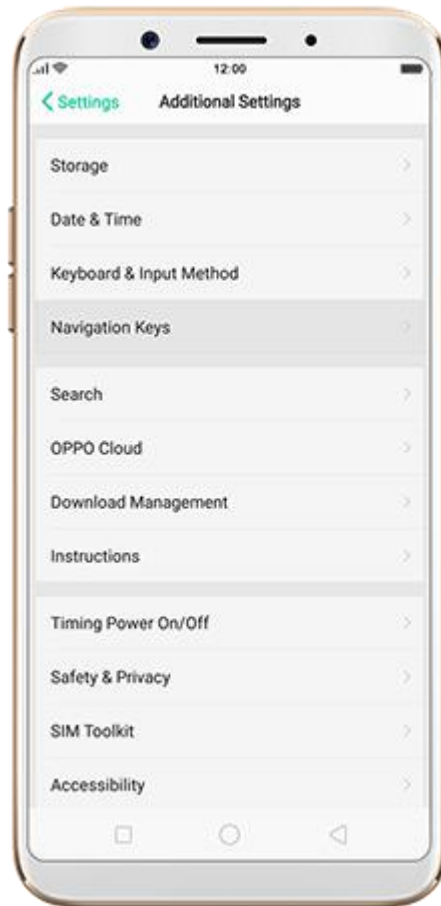 12:00
Settings Additional Settings
Storage
Date & Time
Keyboard & Input Method
Navigation Keys
Search
OPPO Cloud
Download Management
Instructions
Timing Power On/Off
Safety & Privacy
SIM Toolkit
Accessibility